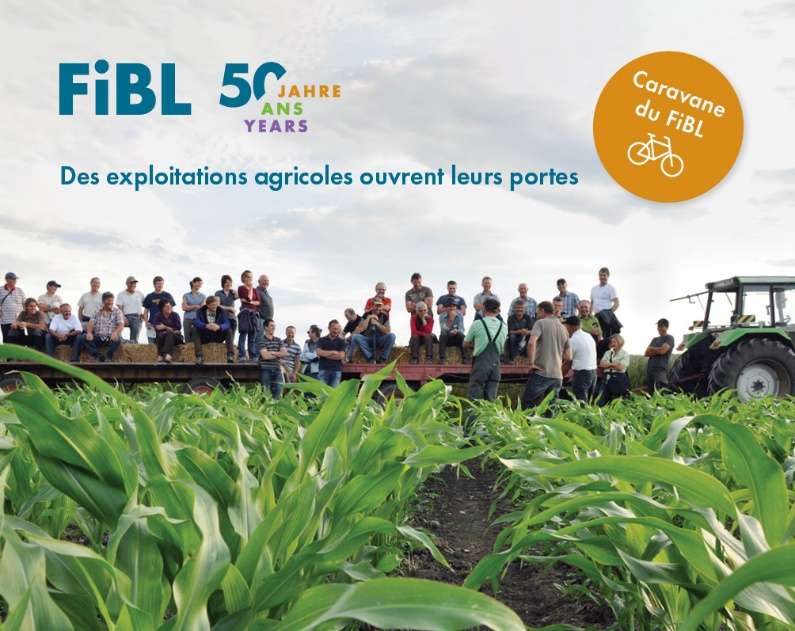 FiBL
50 JAHRE
ANS
YEARS
Caravane
du FiBL
Des exploitations agricoles ouvrent leurs portes